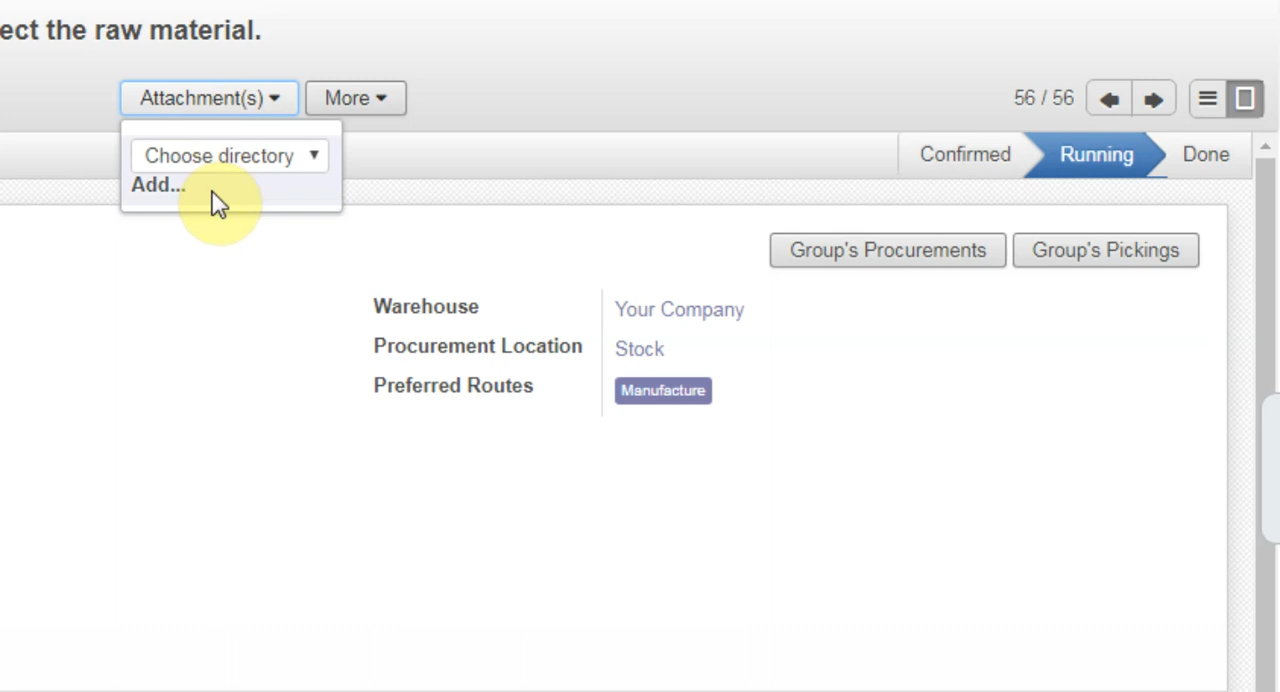 ect the raw material.
Attachment(s) More 56 / 56
Choose directory
Add...
Confirmed Running Done
Group's Procurements Group's Pickings
Warehouse Your Company
Procurement Location Stock
Preferred Routes Manufacture